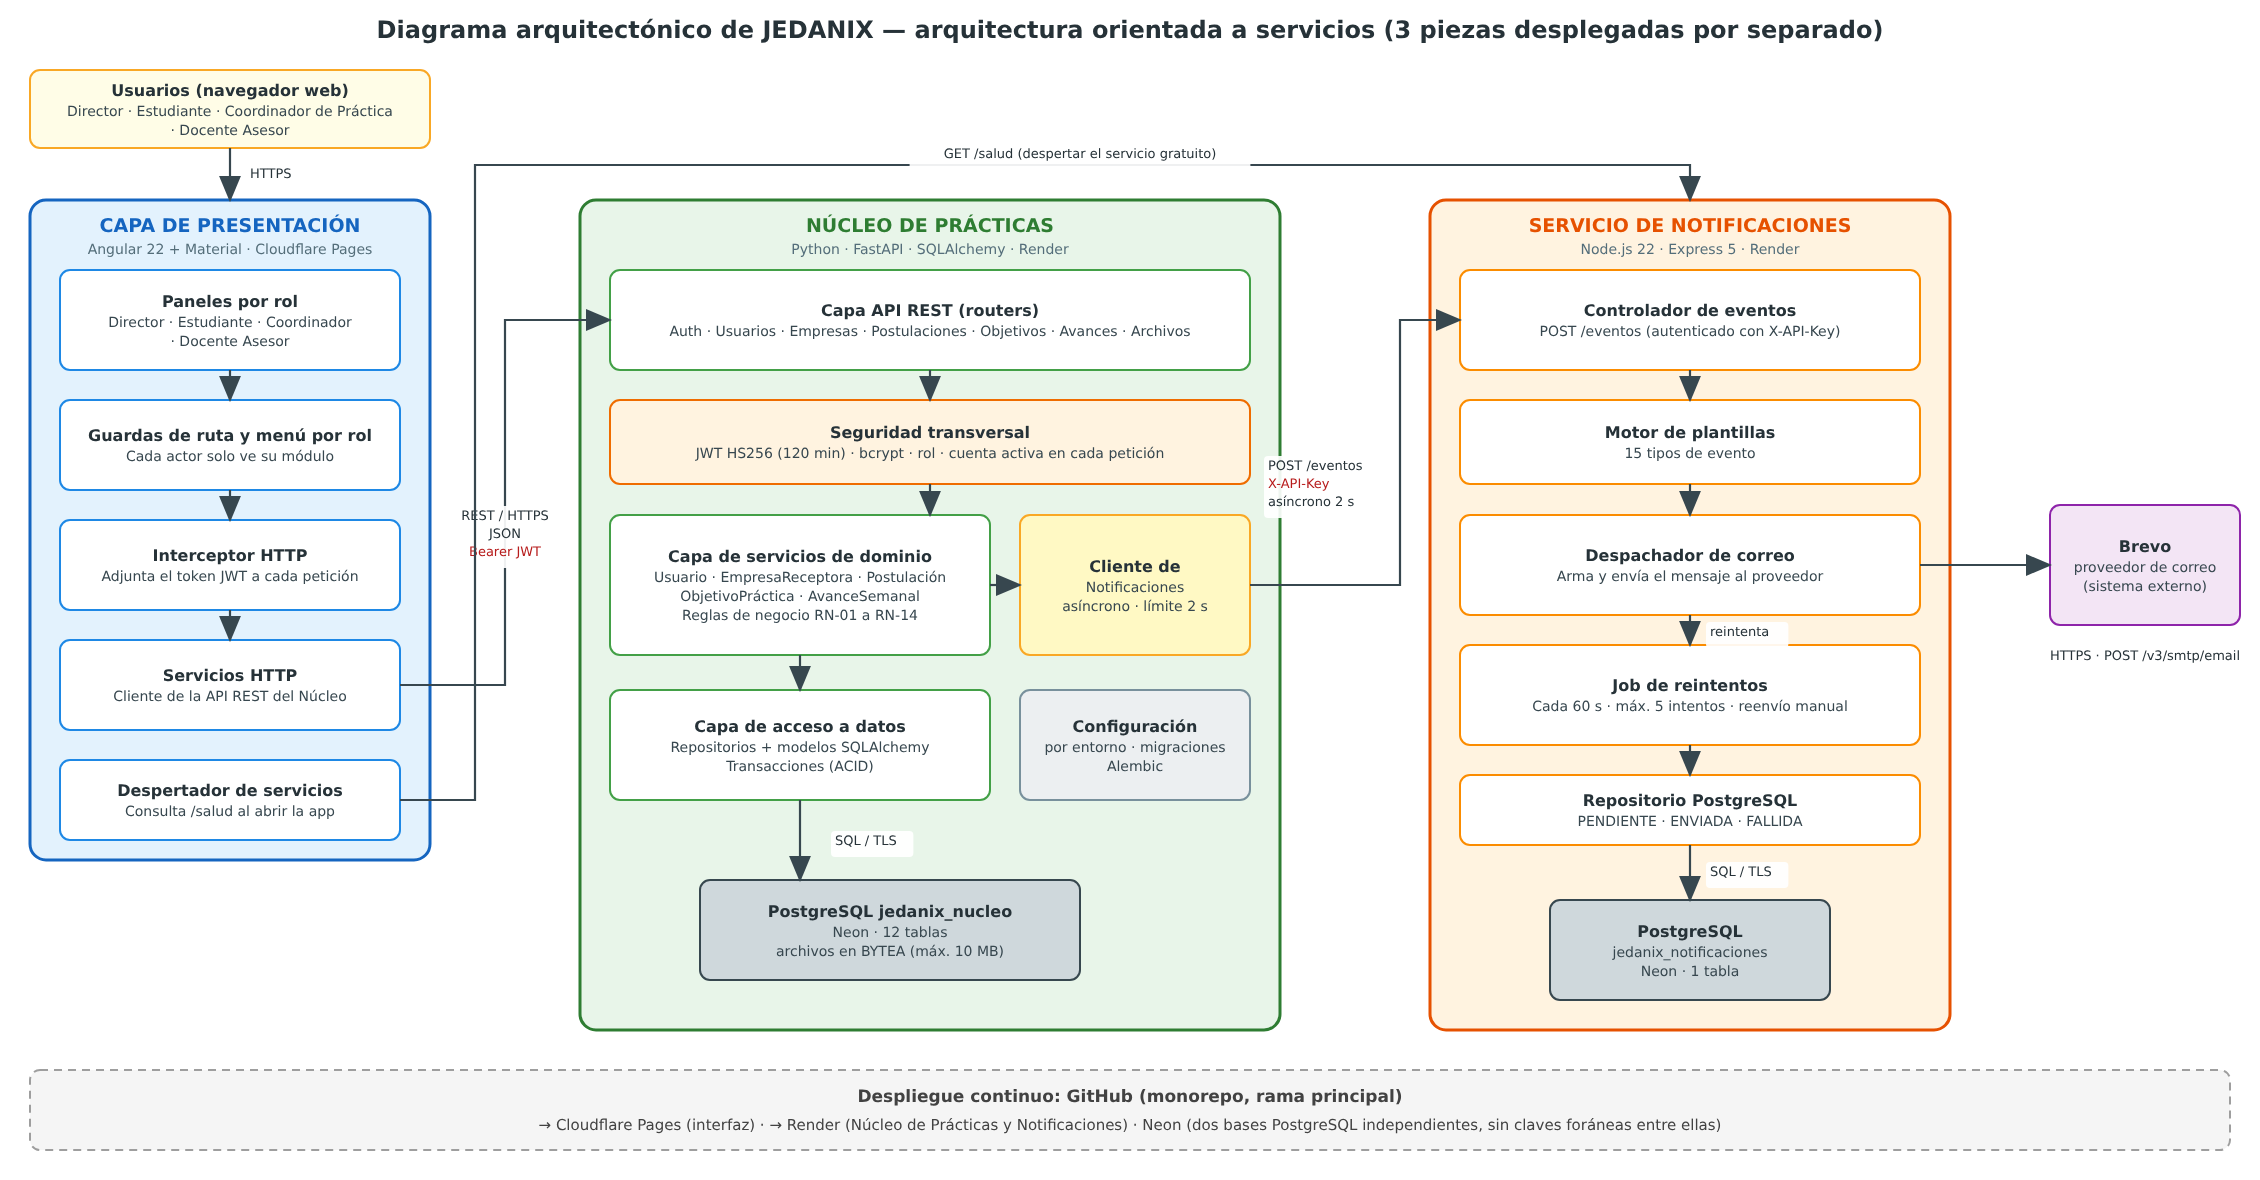 Diagrama arquitectónico de JEDANIX — arquitectura orientada a servicios (3 piezas desplegadas por separado)
Usuarios (navegador web)
Director · Estudiante · Coordinador de Práctica
· Docente Asesor
HTTPS
GET /salud (despertar el servicio gratuito)
CAPA DE PRESENTACIÓN
Angular 22 + Material · Cloudflare Pages
Paneles por rol
Director · Estudiante · Coordinador
· Docente Asesor
Guardas de ruta y menú por rol
Cada actor solo ve su módulo
Interceptor HTTP
Adjunta el token JWT a cada petición
Servicios HTTP
Cliente de la API REST del Núcleo
Despertador de servicios
Consulta /salud al abrir la app
REST / HTTPS
JSON
Bearer JWT
NÚCLEO DE PRÁCTICAS
Python · FastAPI · SQLAlchemy · Render
Capa API REST (routers)
Auth · Usuarios · Empresas · Postulaciones · Objetivos · Avances · Archivos
Seguridad transversal
JWT HS256 (120 min) · bcrypt · rol · cuenta activa en cada petición
Capa de servicios de dominio
Usuario · EmpresaReceptora · Postulación
ObjetivoPráctica · AvanceSemanal
Reglas de negocio RN-01 a RN-14
Cliente de
Notificaciones
asíncrono · límite 2 s
Capa de acceso a datos
Repositorios + modelos SQLAlchemy
Transacciones (ACID)
Configuración
por entorno · migraciones
Alembic
SQL / TLS
PostgreSQL jedanix_nucleo
Neon · 12 tablas
archivos en BYTEA (máx. 10 MB)
POST /eventos
X-API-Key
asíncrono 2 s
SERVICIO DE NOTIFICACIONES
Node.js 22 · Express 5 · Render
Controlador de eventos
POST /eventos (autenticado con X-API-Key)
Motor de plantillas
15 tipos de evento
Despachador de correo
Arma y envía el mensaje al proveedor
reintenta
Job de reintentos
Cada 60 s · máx. 5 intentos · reenvío manual
Repositorio PostgreSQL
PENDIENTE · ENVIADA · FALLIDA
SQL / TLS
PostgreSQL
jedanix_notificaciones
Neon · 1 tabla
Brevo
proveedor de correo
(sistema externo)
HTTPS · POST /v3/smtp/email
Despliegue continuo: GitHub (monorepo, rama principal)
→ Cloudflare Pages (interfaz) · → Render (Núcleo de Prácticas y Notificaciones) · Neon (dos bases PostgreSQL independientes, sin claves foráneas entre ellas)